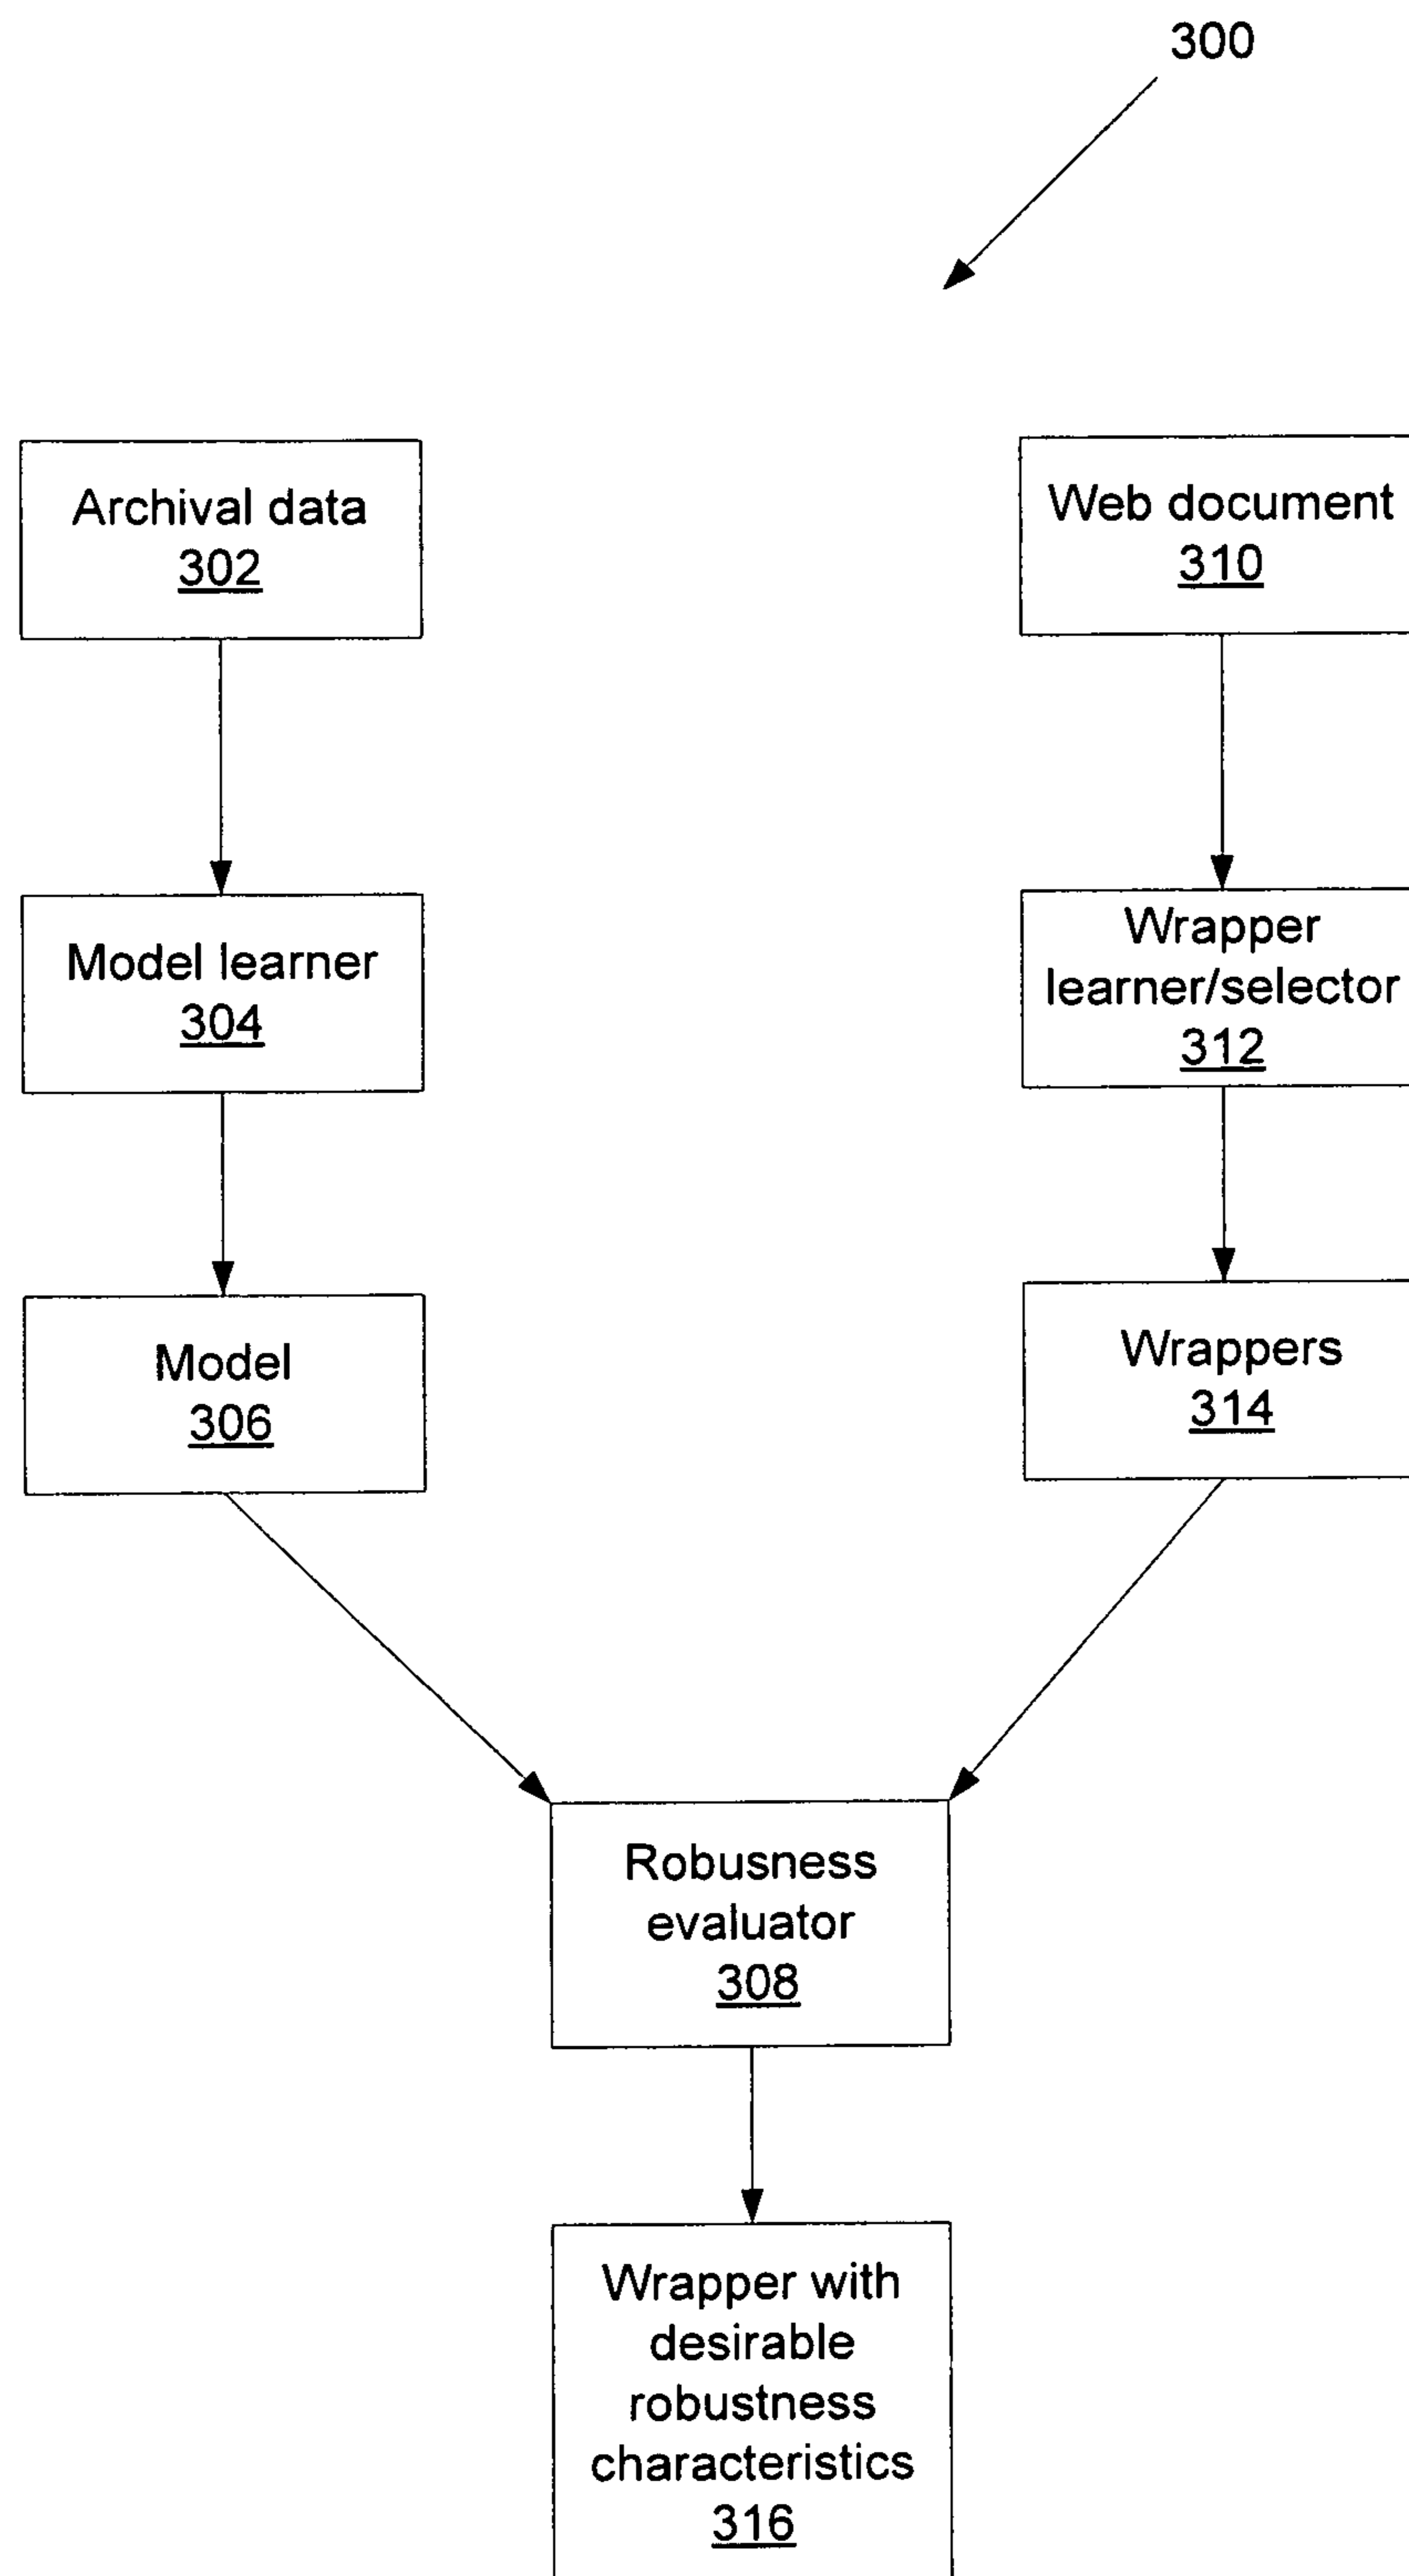 300
Archival data
302
Web document
310
Model learner
304
Wrapper
learner/selector
312
Model
306
Wrappers
314
Robusness
evaluator
308
Wrapper with
desirable
robustness
characteristics
316